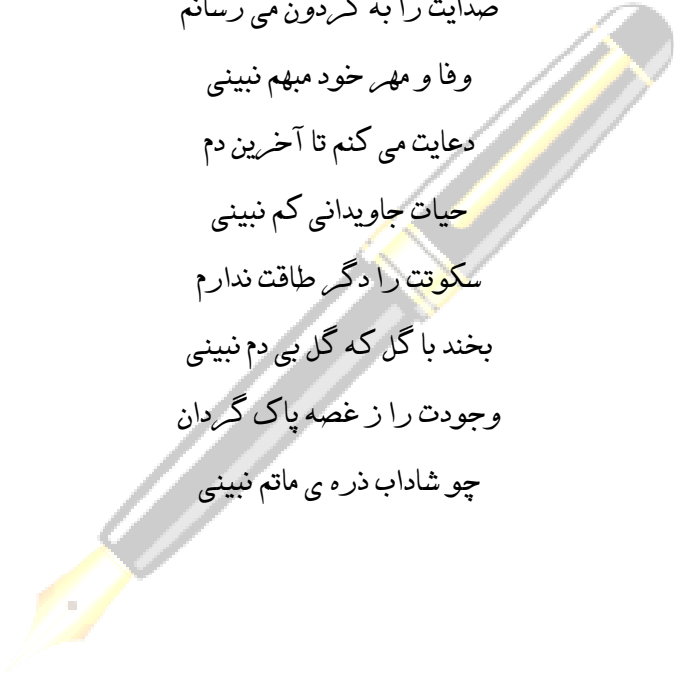 صدایت را به گردون می رسانم
وفا و مهر خود مبهم نبینی
دعایت می کنم تا آخرین دم
حیات جاویدانی کم نبینی
سکوتت را دگر طاقت ندارم
بخند با گل که گل بی دم نبینی
وجودت را ز غصه پاک گردان
چو شاداب ذره ی ماتم نبینی